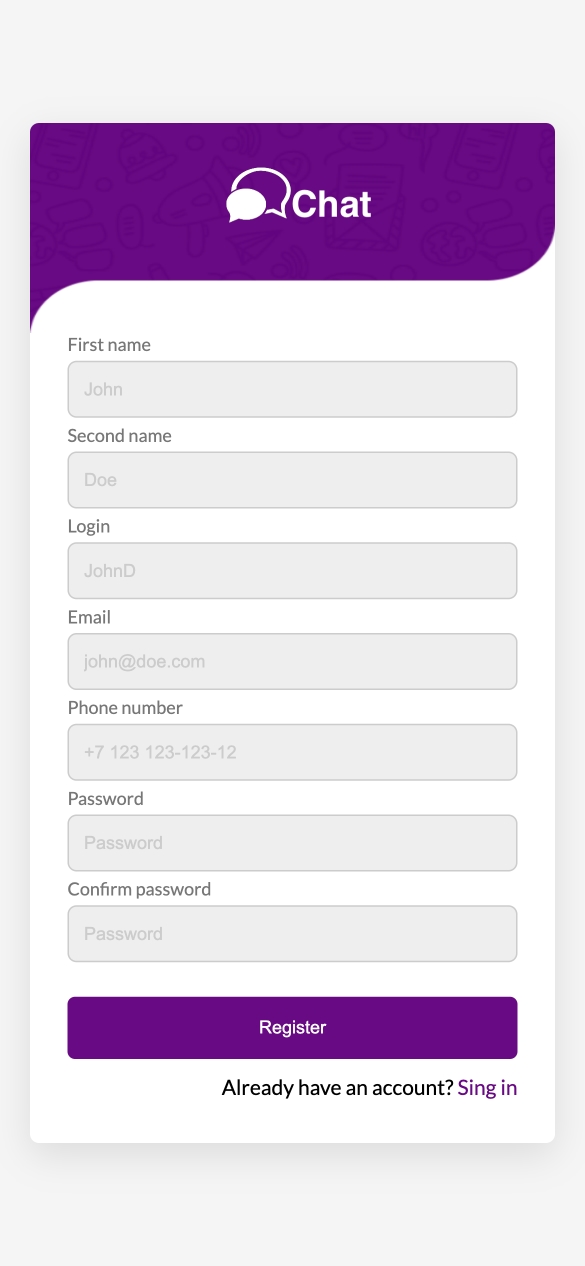 Chat
First name
John
Second name
Doe
Login
JohnD
Email
john@doe.com
Phone number
+7 123 123-123-12
Password
Password
Confirm password
Password
Register
Already have an account? Sing in